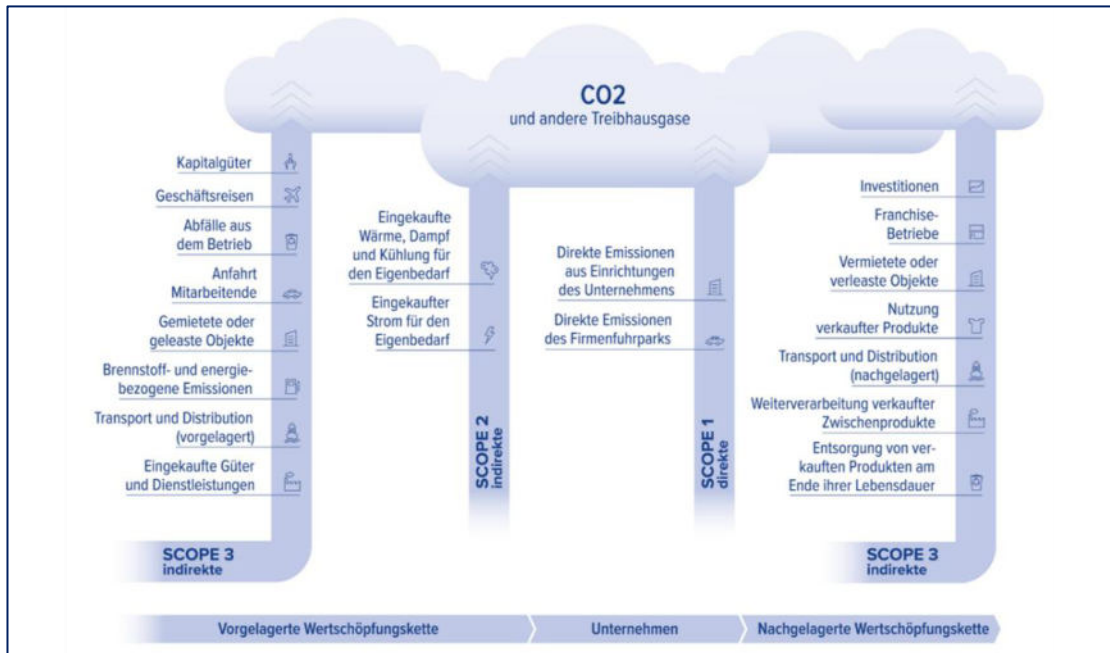 CO2
und andere Treibhausgase
Kapitalgüter
Geschäftsreisen
Abfälle aus
dem Betrieb
Anfahrt
Mitarbeitende
Gemietete oder
geleaste Objekte
Brennstoff- und energie-
bezogene Emissionen
Transport und Distribution
(vorgelagert)
Eingekaufte Güter
und Dienstleistungen
SCOPE 3
indirekte
Eingekaufte
Wärme, Dampf
und Kühlung für
den Eigenbedarf
Eingekaufter
Strom für den
Eigenbedarf
SCOPE 2
indirekte
Direkte Emissionen
aus Einrichtungen
des Unternehmens
Direkte Emissionen
des Firmenfuhrparks
SCOPE 1
direkte
Investitionen
Franchise-
Betriebe
Vermietete oder
verleaste Objekte
Nutzung
verkaufter Produkte
Transport und Distribution
(nachgelagert)
Weiterverarbeitung verkaufter
Zwischenprodukte
Entsorgung von ver-
kauften Produkten am
Ende ihrer Lebensdauer
SCOPE 3
indirekte
Vorgelagerte Wertschöpfungskette
Unternehmen
Nachgelagerte Wertschöpfungskette